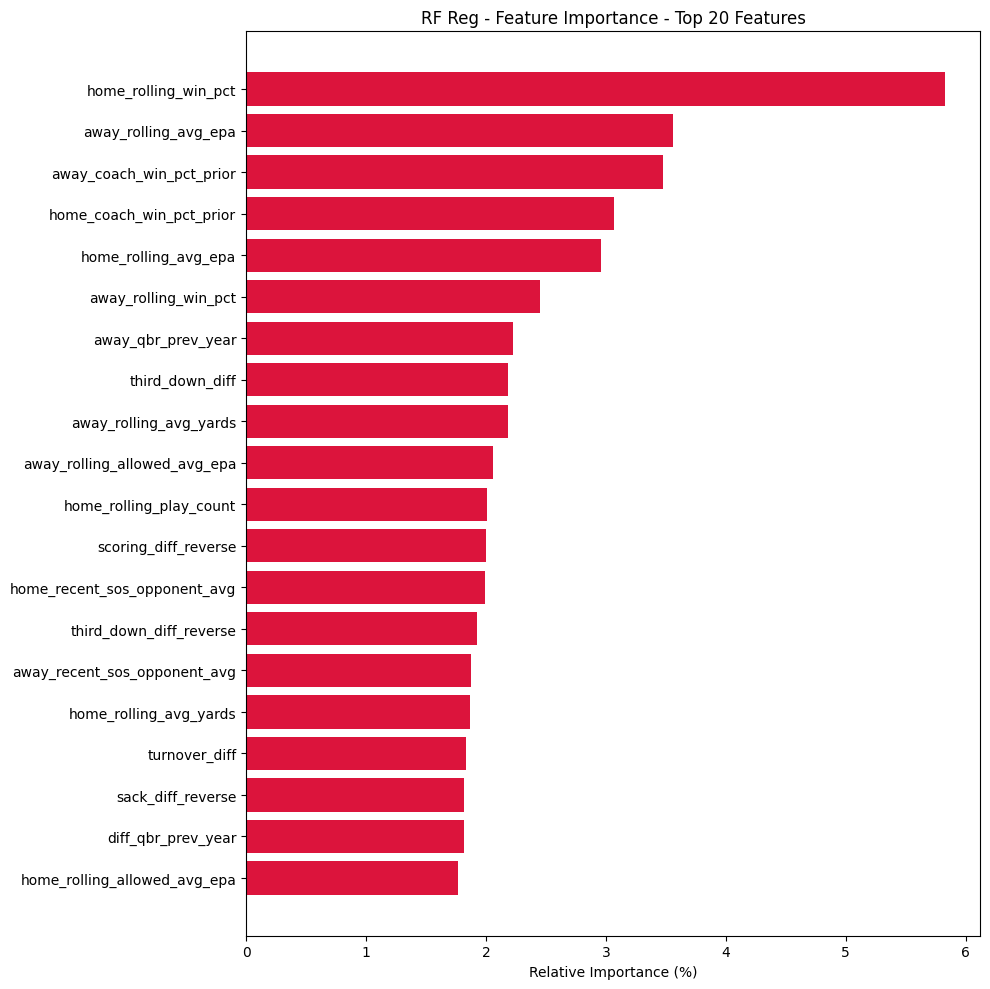 RF Reg - Feature Importance - Top 20 Features
home_rolling_win_pct
away_rolling_avg_epa
away_coach_win_pct_prior
home_coach_win_pct_prior
home_rolling_avg_epa
away_rolling_win_pct
away_qbr_prev_year
third_down_diff
away_rolling_avg_yards
away_rolling_allowed_avg_epa
home_rolling_play_count
scoring_diff_reverse
home_recent_sos_opponent_avg
third_down_diff_reverse
away_recent_sos_opponent_avg
home_rolling_avg_yards
turnover_diff
sack_diff_reverse
diff_qbr_prev_year
home_rolling_allowed_avg_epa
0 1 2 3 4 5 6
Relative Importance (%)